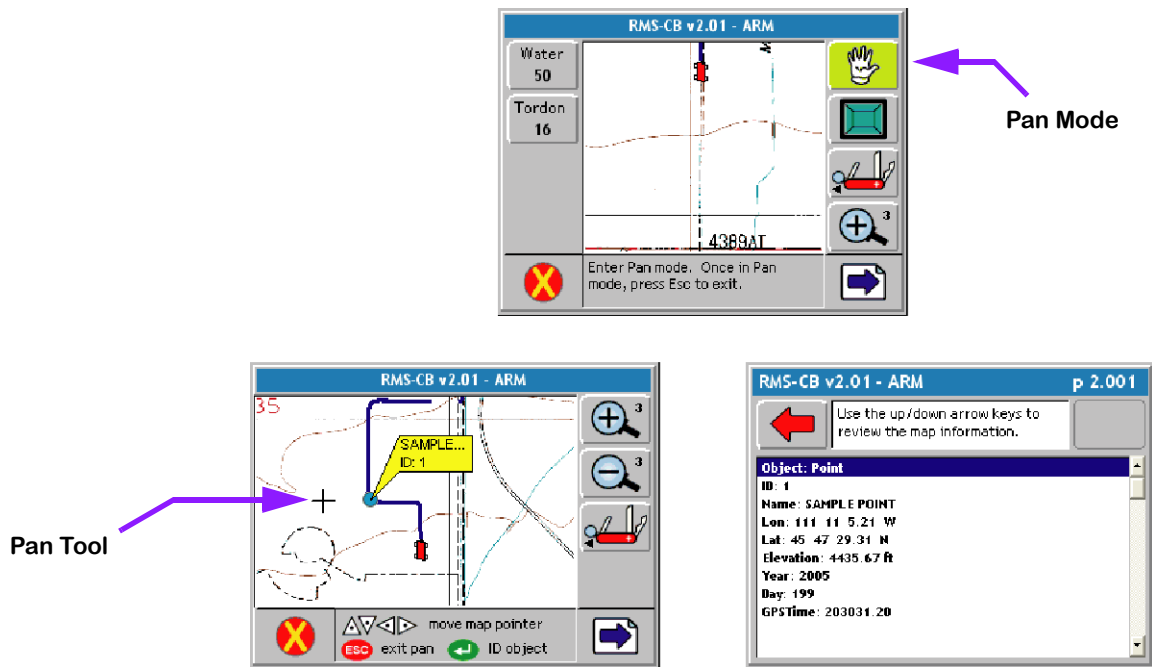 RMS-CB v2.01 - ARM
Water
50
Tordon
16
3
4389AT
Enter Pan mode. Once in Pan
mode, press Esc to exit.
Pan Mode
RMS-CB v2.01 - ARM
35
SAMPLE...
ID: 1
3
3
move map pointer
ESC exit pan ID object
Pan Tool
RMS-CB v2.01 - ARM p 2.001
Use the up/down arrow keys to
review the map information.
Object: Point
ID: 1
Name: SAMPLE POINT
Lon: 111 11 5.21 W
Lat: 45 47 29.31 N
Elevation: 4435.67 ft
Year: 2005
Day: 199
GPSTime: 203031.20